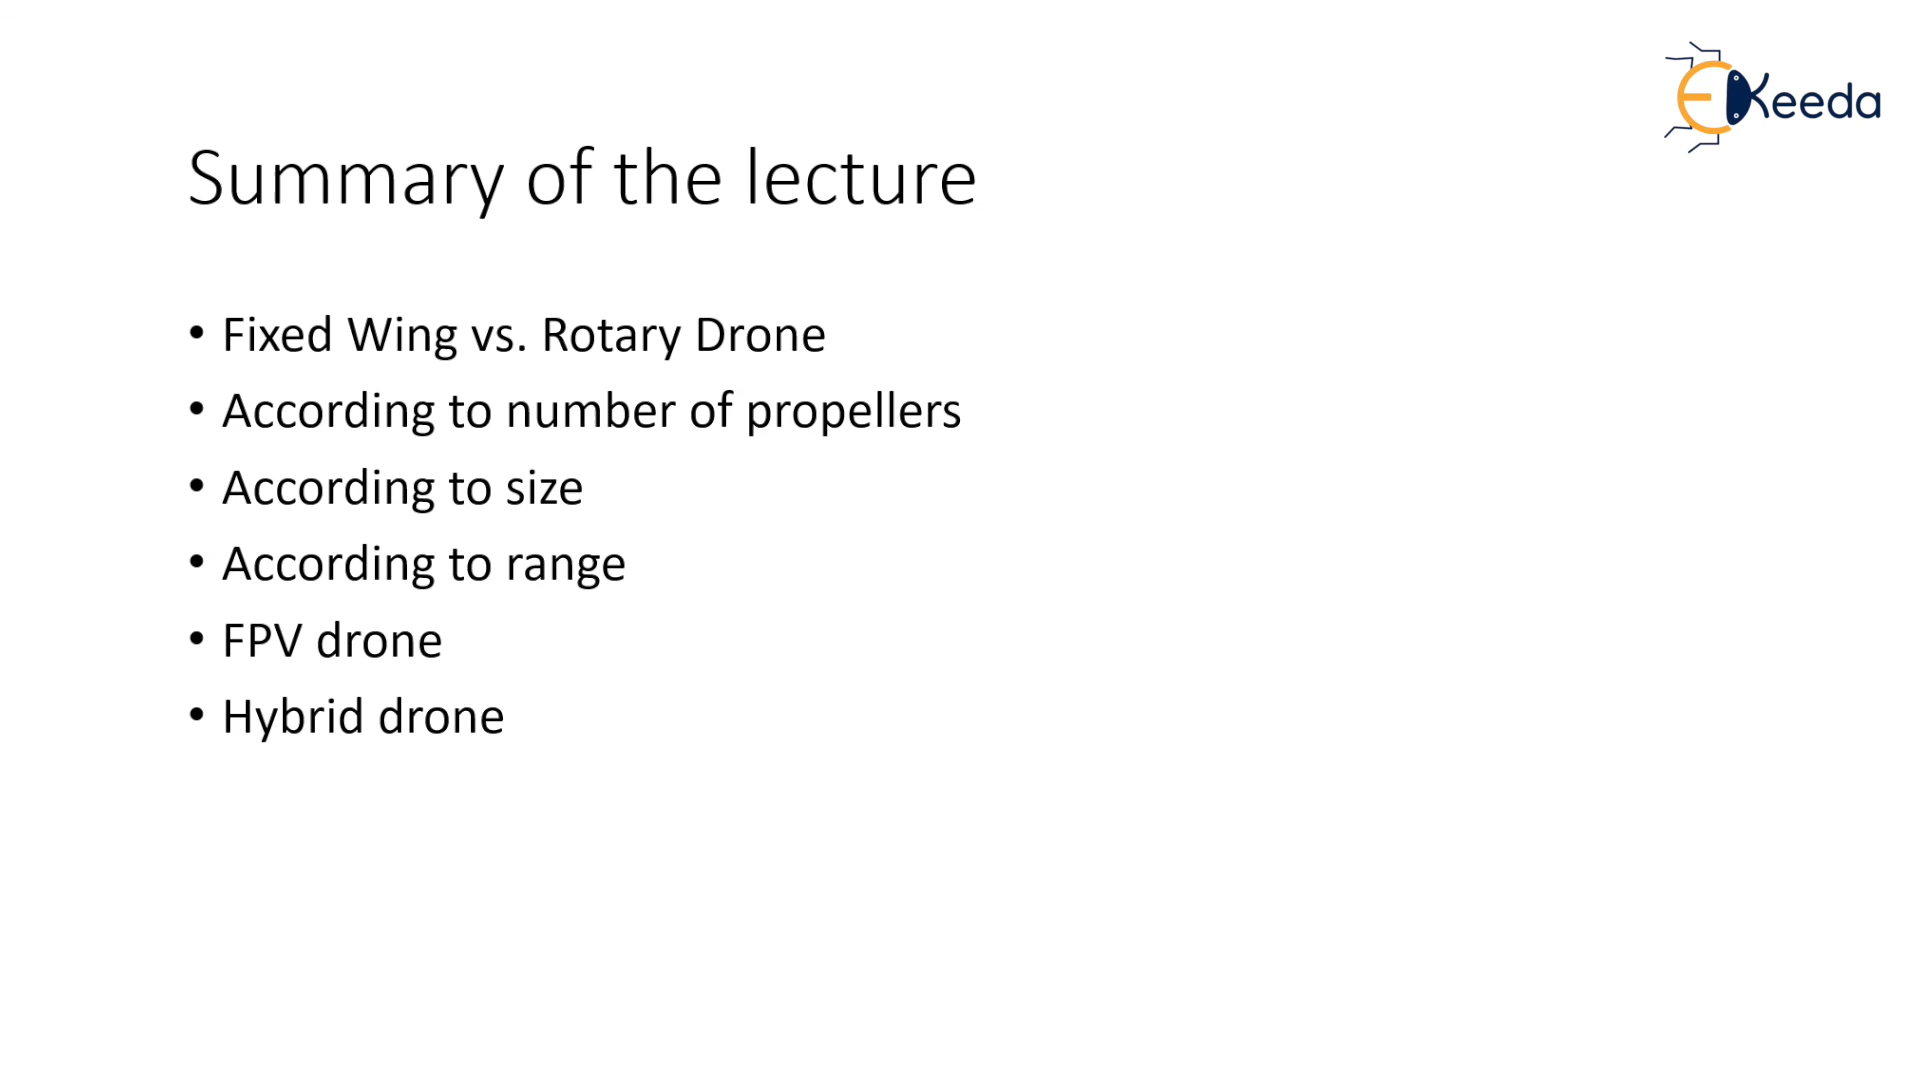 EKeeda
Summary of the lecture
• Fixed Wing vs. Rotary Drone
• According to number of propellers
• According to size
• According to range
• FPV drone
• Hybrid drone